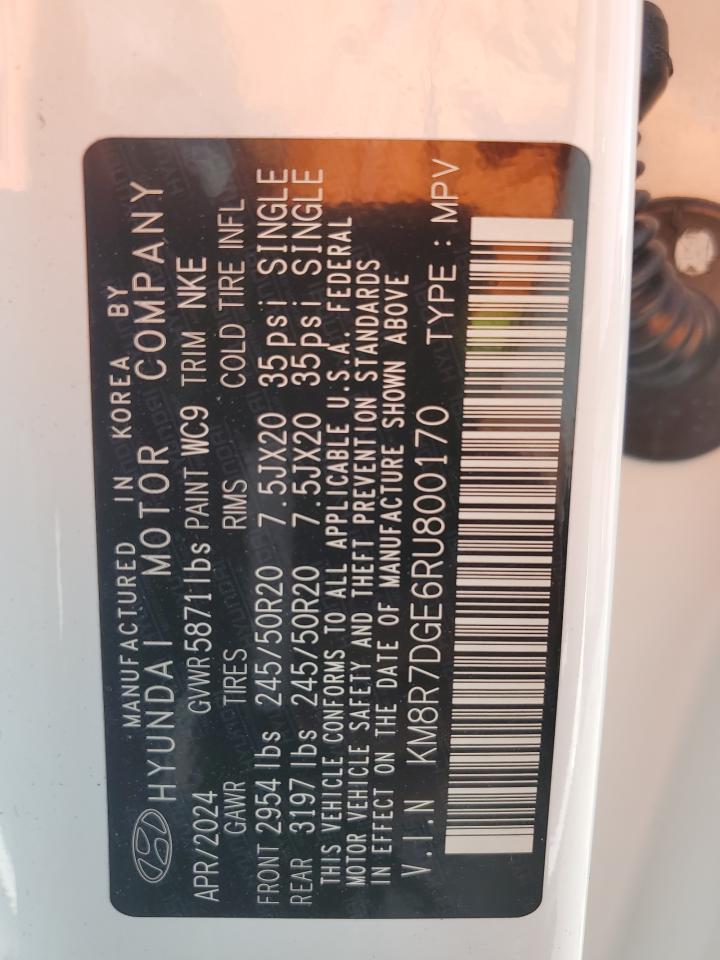 MANUFACTURED IN KOREA BY
HYUNDAI MOTOR COMPANY
APR/2024 GVWR 5871 lbs PAINT WC9 TRIM NKE
GAWR TIRES RIMS COLD TIRE INFL
FRONT 2954 lbs 245/50R20 7.5JX20 35psi SINGLE
REAR 3197 lbs 245/50R20 7.5JX20 35psi SINGLE
THIS VEHICLE CONFORMS TO ALL APPLICABLE U.S.A. FEDERAL
MOTOR VEHICLE SAFETY AND THEFT PREVENTION STANDARDS
IN EFFECT ON THE DATE OF MANUFACTURE SHOWN ABOVE
V.I.N KM8R7DGE6RU800170 TYPE : MPV